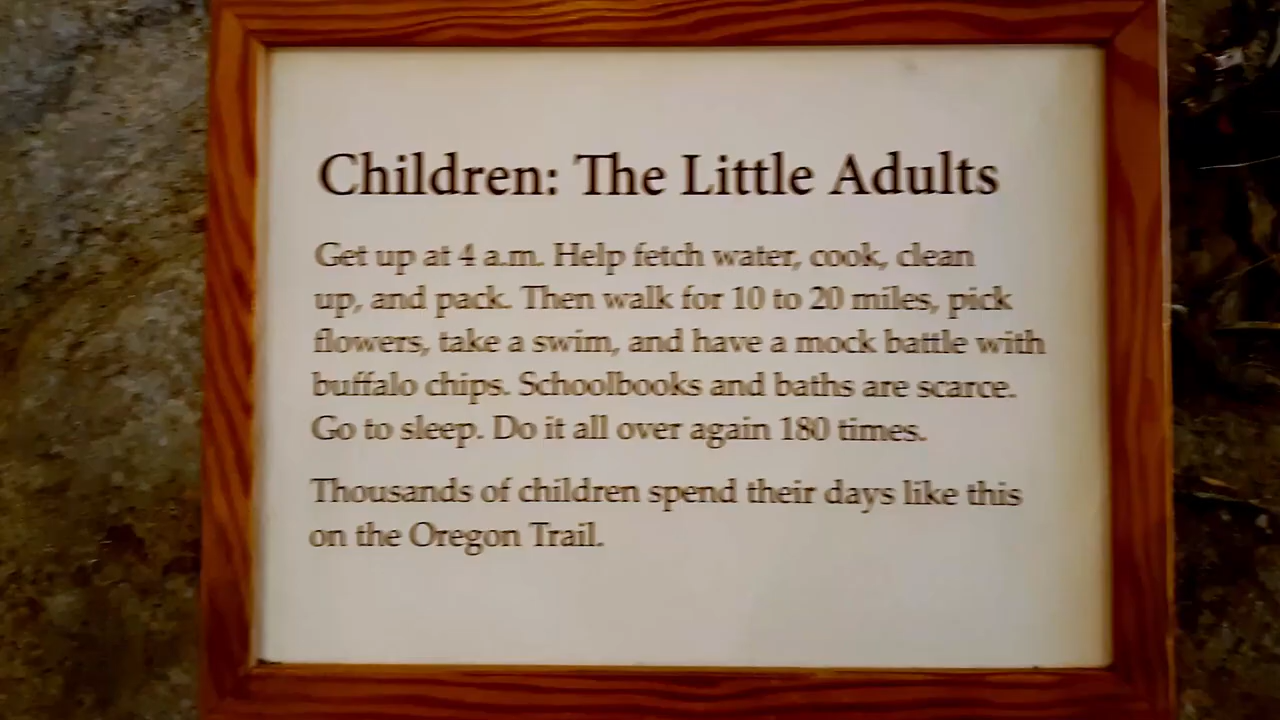 Children: The Little Adults
Get up at 4 a.m. Help fetch water, cook, clean
up, and pack. Then walk for 10 to 20 miles, pick
flowers, take a swim, and have a mock battle with
buffalo chips. Schoolbooks and baths are scarce.
Go to sleep. Do it all over again 180 times.
Thousands of children spend their days like this
on the Oregon Trail.